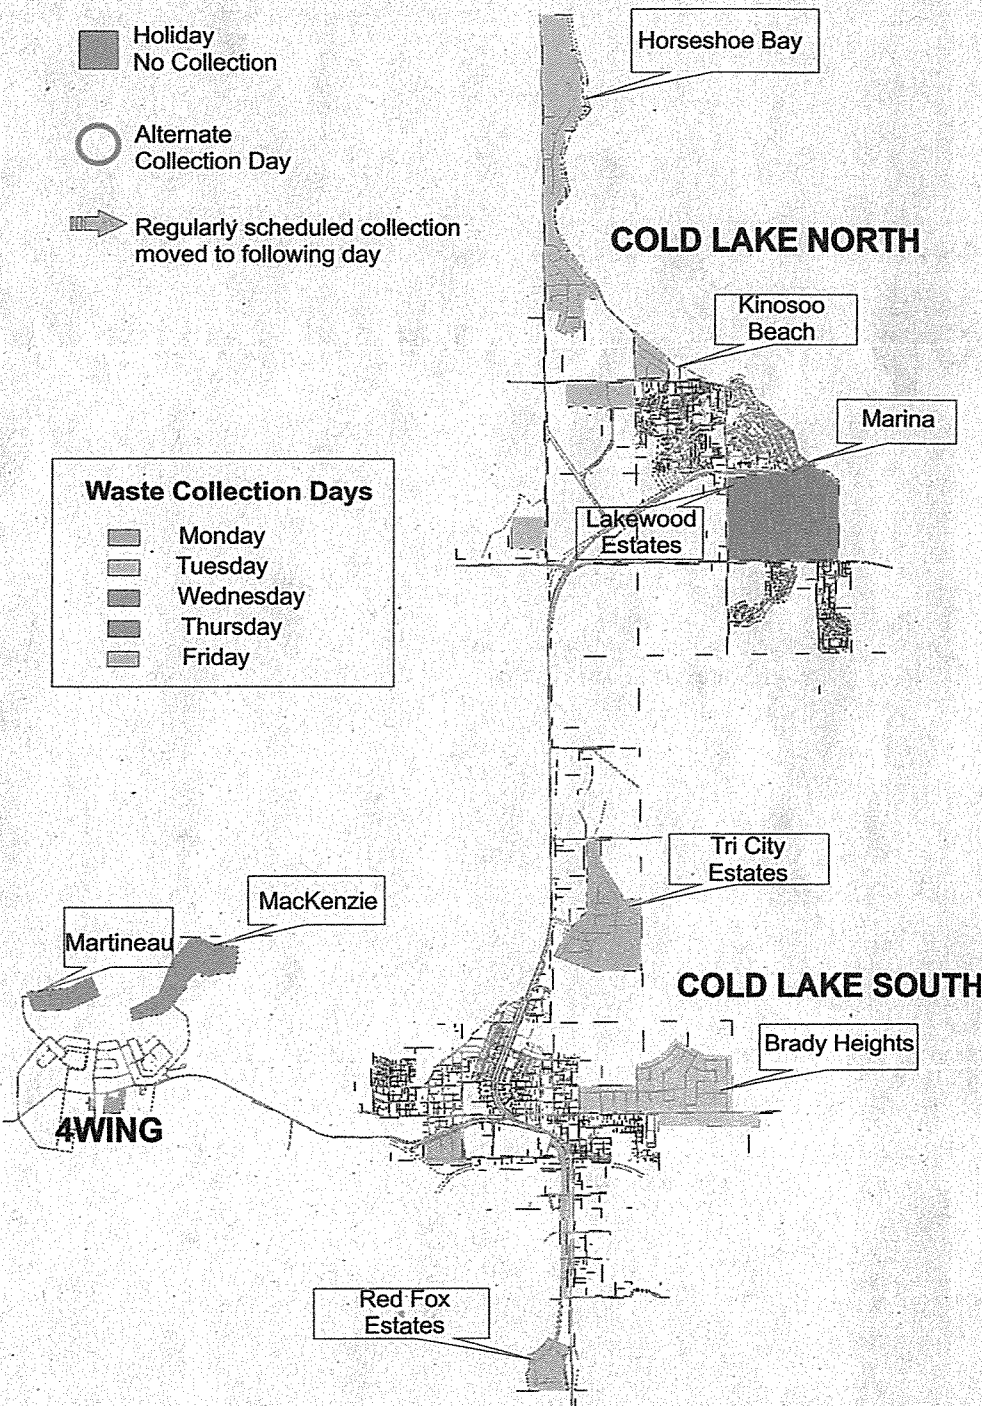 Holiday
No Collection
Alternate
Collection Day
Regularly scheduled collection
moved to following day
Horseshoe Bay
COLD LAKE NORTH
Kinosoo
Beach
Marina
Lakewood
Estates
Waste Collection Days
Monday
Tuesday
Wednesday
Thursday
Friday
Tri City
Estates
MacKenzie
Martineau
COLD LAKE SOUTH
Brady Heights
4WING
Red Fox
Estates